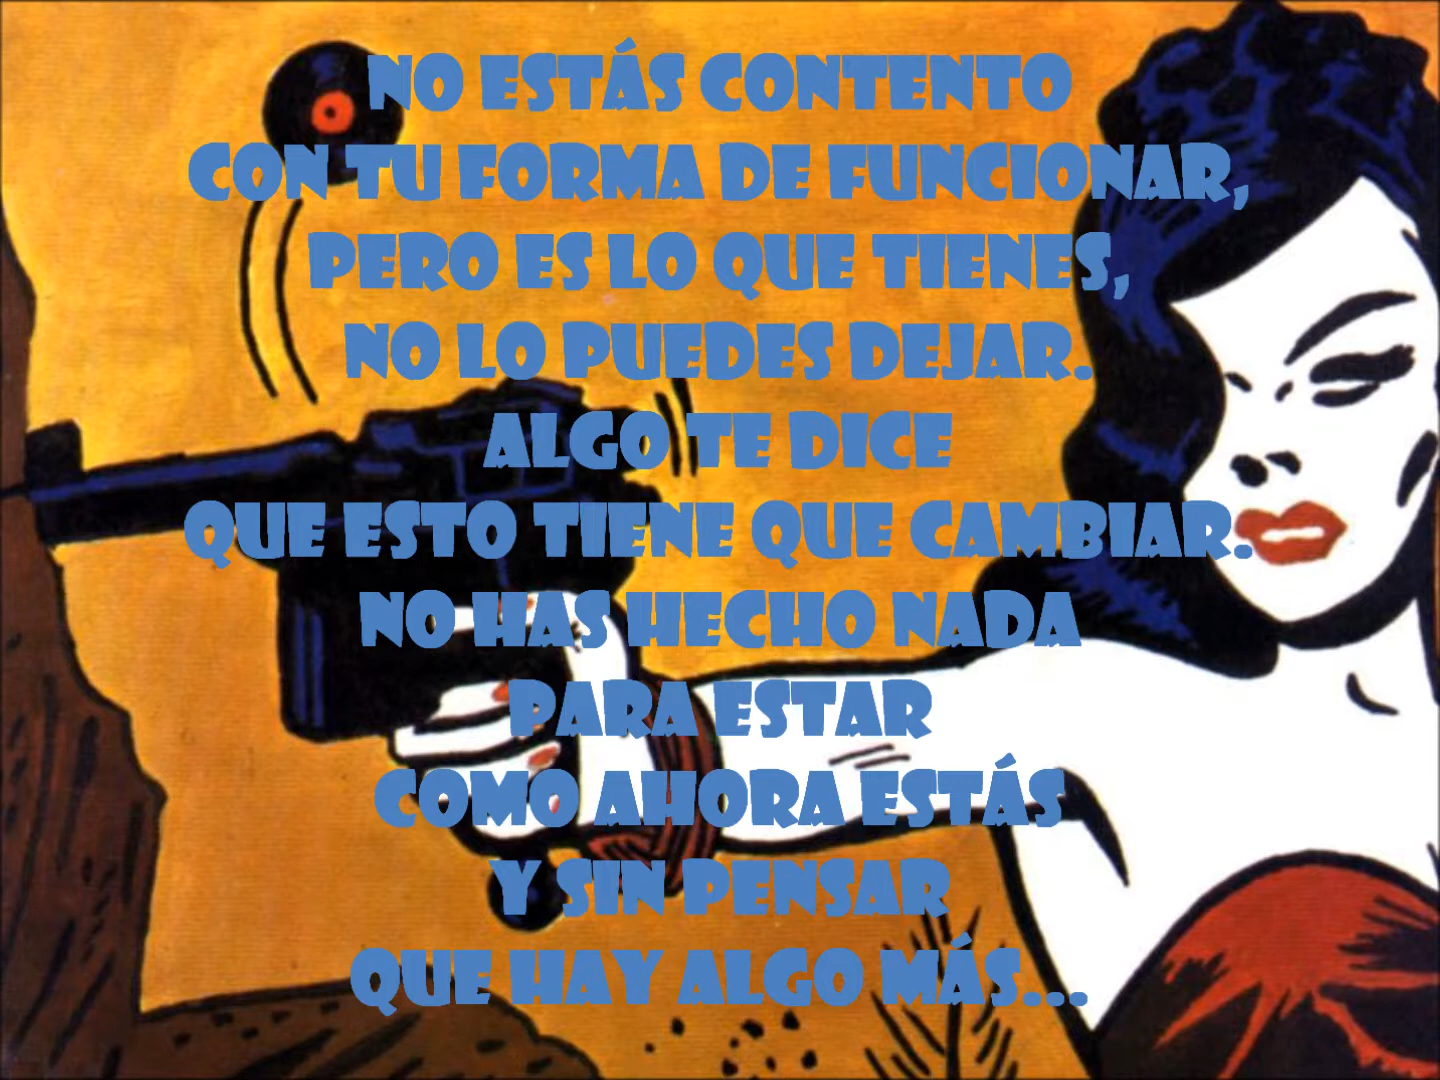 NO ESTÁS CONTENTO
CON TU FORMA DE FUNCIONAR,
PERO ES LO QUE TIENES,
NO LO PUEDES DEJAR.
ALGO TE DICE
QUE ESTO TIENE QUE CAMBIAR.
NO HAS HECHO NADA
PARA ESTAR
COMO AHORA ESTÁS
Y SIN PENSAR
QUE HAY ALGO MÁS...